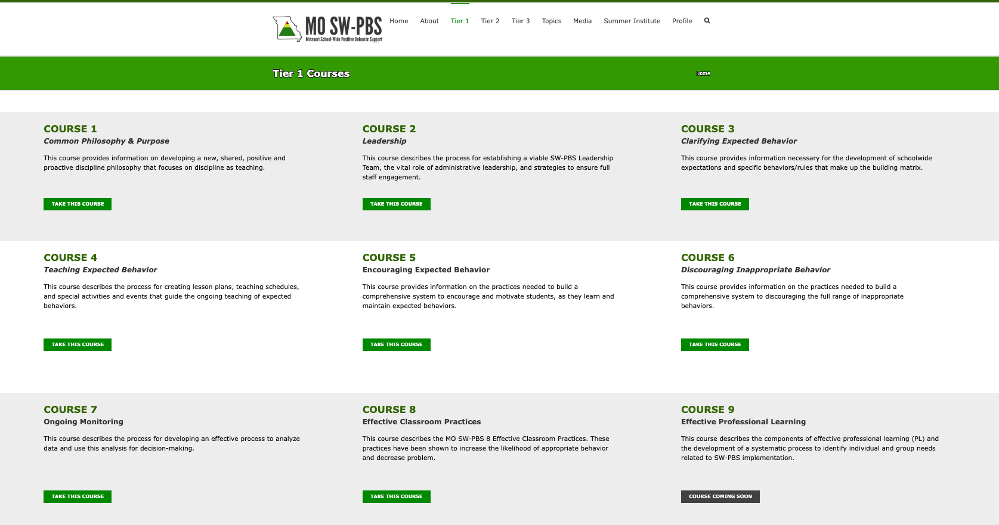 MO SW-PBS
Missouri School-Wide Positive Behavior Support
Home About Tier 1 Tier 2 Tier 3 Topics Media Summer Institute Profile
Tier 1 Courses
Home
COURSE 1
Common Philosophy & Purpose
This course provides information on developing a new, shared, positive and
proactive discipline philosophy that focuses on discipline as teaching.
TAKE THIS COURSE
COURSE 2
Leadership
This course describes the process for establishing a viable SW-PBS Leadership
Team, the vital role of administrative leadership, and strategies to ensure full
staff engagement.
TAKE THIS COURSE
COURSE 3
Clarifying Expected Behavior
This course provides information necessary for the development of schoolwide
expectations and specific behaviors/rules that make up the building matrix.
TAKE THIS COURSE
COURSE 4
Teaching Expected Behavior
This course describes the process for creating lesson plans, teaching schedules,
and special activities and events that guide the ongoing teaching of expected
behaviors.
TAKE THIS COURSE
COURSE 5
Encouraging Expected Behavior
This course provides information on the practices needed to build a
comprehensive system to encourage and motivate students, as they learn and
maintain expected behaviors.
TAKE THIS COURSE
COURSE 6
Discouraging Inappropriate Behavior
This course provides information on the practices needed to build a
comprehensive system to discouraging the full range of inappropriate
behaviors.
TAKE THIS COURSE
COURSE 7
Ongoing Monitoring
This course describes the process for developing an effective process to analyze
data and use this analysis for decision-making.
TAKE THIS COURSE
COURSE 8
Effective Classroom Practices
This course describes the MO SW-PBS 8 Effective Classroom Practices. These
practices have been shown to increase the likelihood of appropriate behavior
and decrease problem.
TAKE THIS COURSE
COURSE 9
Effective Professional Learning
This course describes the components of effective professional learning (PL) and
the development of a systematic process to identify individual and group needs
related to SW-PBS implementation.
COURSE COMING SOON